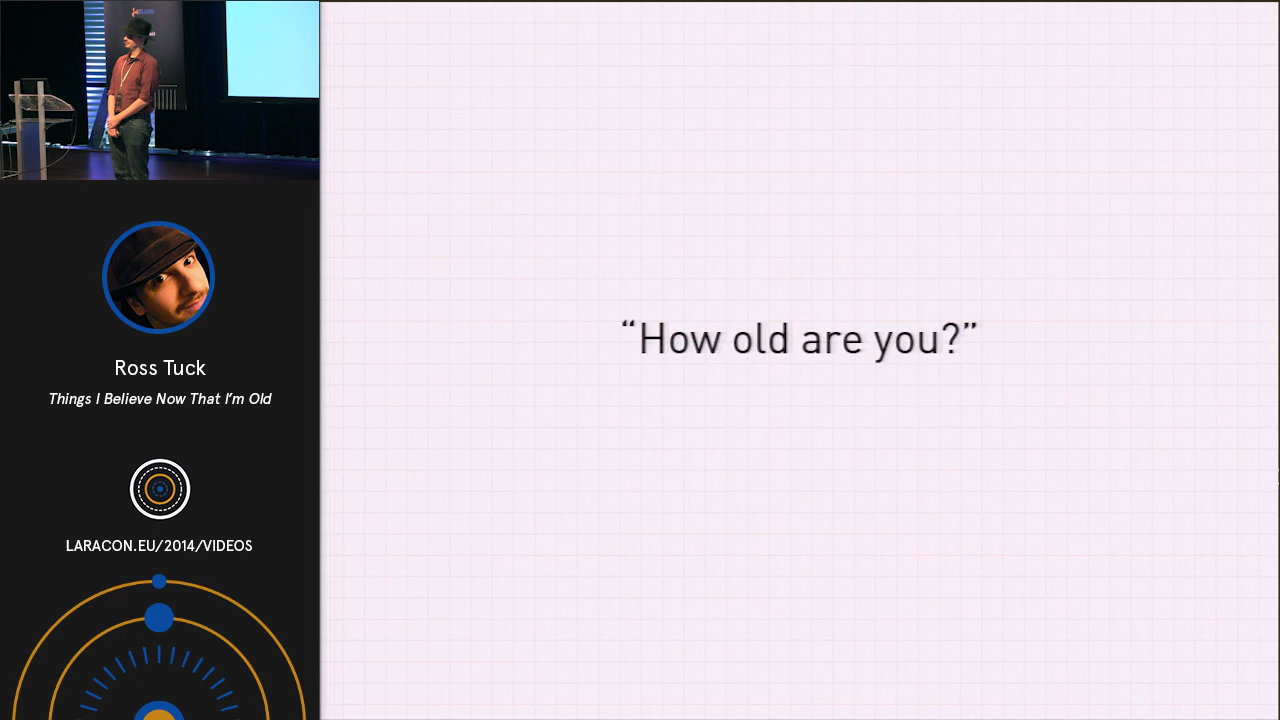 Ross Tuck
Things I Believe Now That I'm Old
LARACON.EU/2014/VIDEOS
“How old are you?”